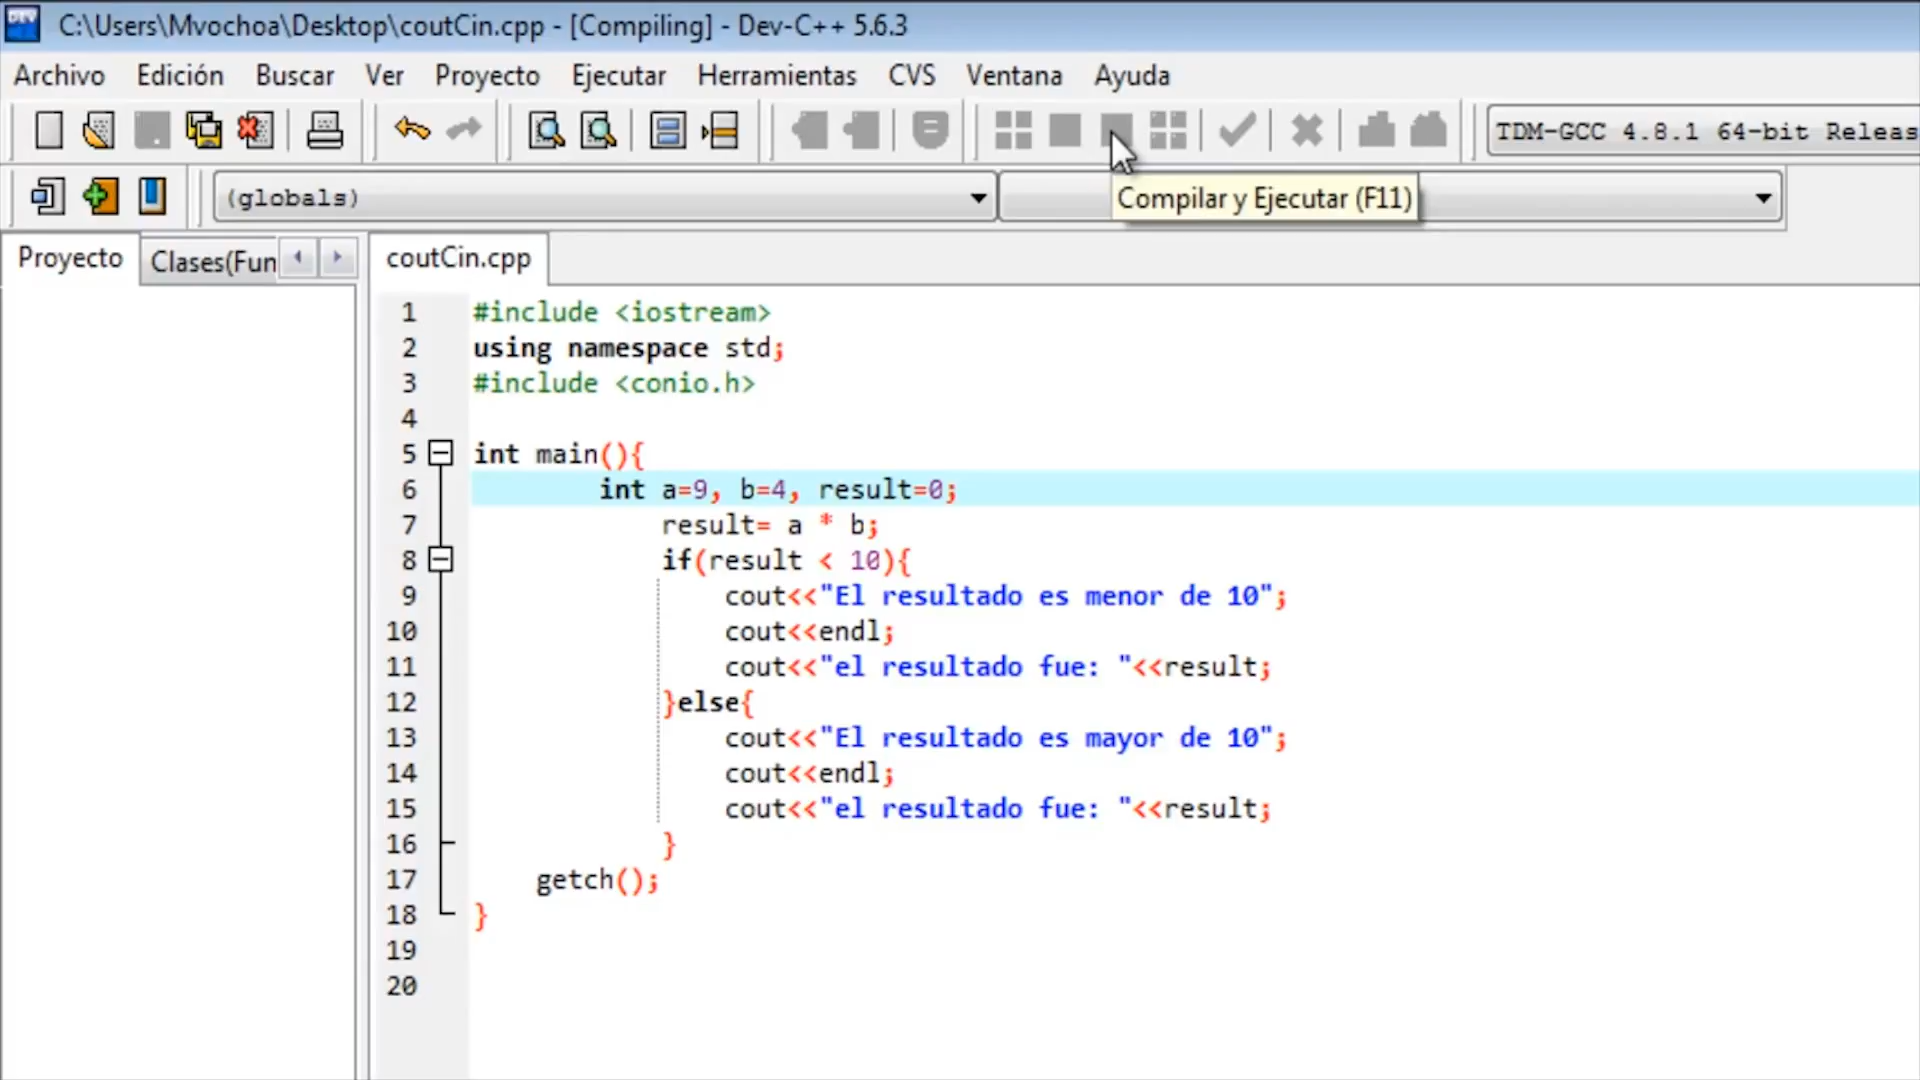 C:\Users\Mvochoa\Desktop\coutCin.cpp - [Compiling] - Dev-C++ 5.6.3
Archivo Edición Buscar Ver Proyecto Ejecutar Herramientas CVS Ventana Ayuda
TDM-GCC 4.8.1 64-bit Releas
(globals)
Compilar y Ejecutar (F11)
Proyecto Clases(Fun coutCin.cpp
1 #include <iostream>
2 using namespace std;
3 #include <conio.h>
4
5 int main(){
6 int a=9, b=4, result=0;
7 result= a * b;
8 if(result < 10){
9 cout<<"El resultado es menor de 10";
10 cout<<endl;
11 cout<<"el resultado fue: "<<result;
12 }else{
13 cout<<"El resultado es mayor de 10";
14 cout<<endl;
15 cout<<"el resultado fue: "<<result;
16 }
17 getch();
18 }
19
20